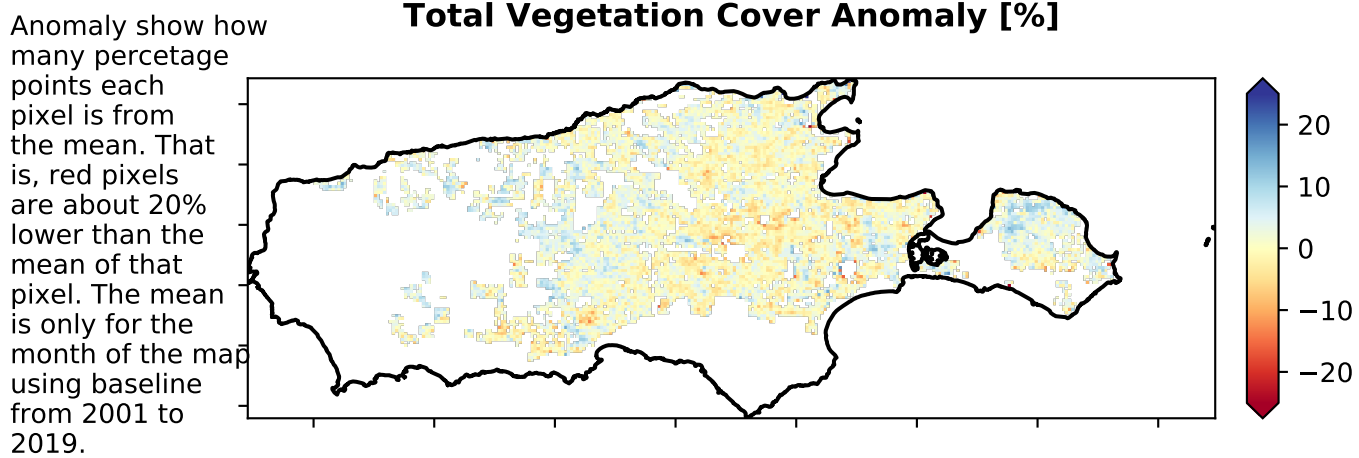 Total Vegetation Cover Anomaly [%]
Anomaly show how
many percetage
points each
pixel is from
the mean. That
is, red pixels
are about 20%
lower than the
mean of that
pixel. The mean
is only for the
month of the map
using baseline
from 2001 to
2019.
20
10
0
−10
−20